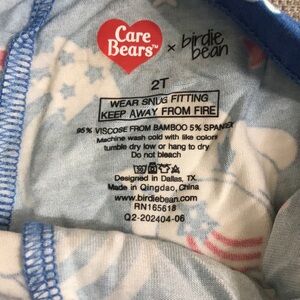 Care
Bears™
× birdie
bean
2T
WEAR SNUG FITTING
KEEP AWAY FROM FIRE
95% VISCOSE FROM BAMBOO 5% SPANEX
Machine wash cold with like colors
tumble dry low or hang to dry
Do not bleach
Designed in Dallas, TX
Made in Qingdao, China
www.birdiebean.com
RN165618
Q2-202404-06